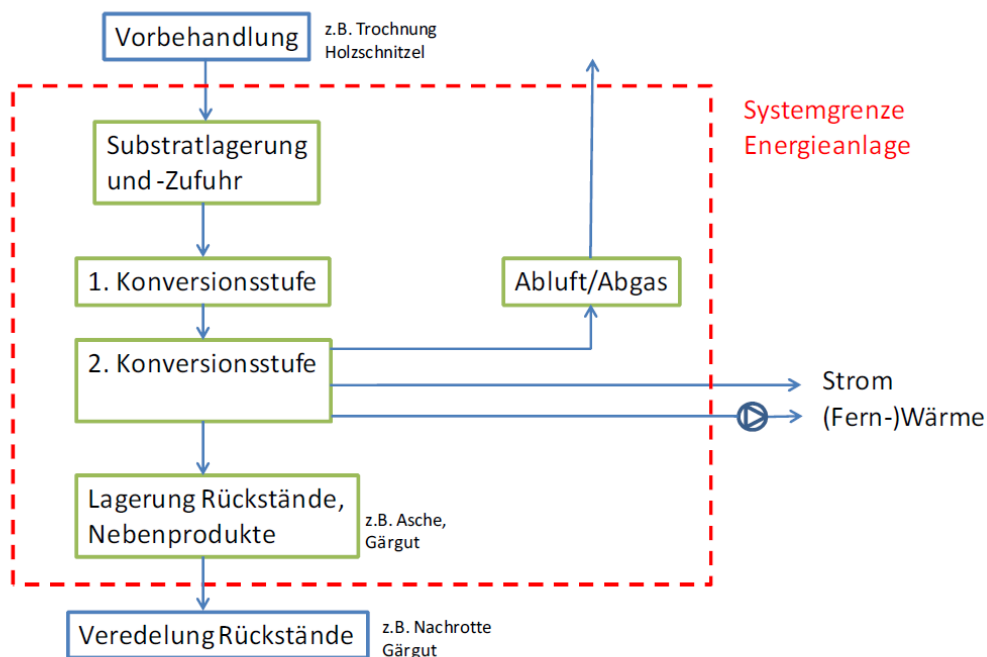 Vorbehandlung
z.B. Trochnung
Holzschnitzel
Systemgrenze
Energieanlage
Substratlagerung
und -Zufuhr
1. Konversionsstufe
Abluft/Abgas
2. Konversionsstufe
Strom
(Fern-)Wärme
Lagerung Rückstände,
Nebenprodukte
z.B. Asche,
Gärgut
Veredelung Rückstände
z.B. Nachrotte
Gärgut